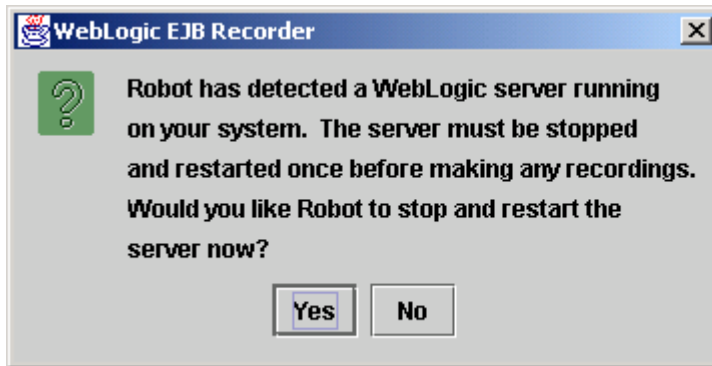 WebLogic EJB Recorder
Robot has detected a WebLogic server running
on your system. The server must be stopped
and restarted once before making any recordings.
Would you like Robot to stop and restart the
server now?
Yes No